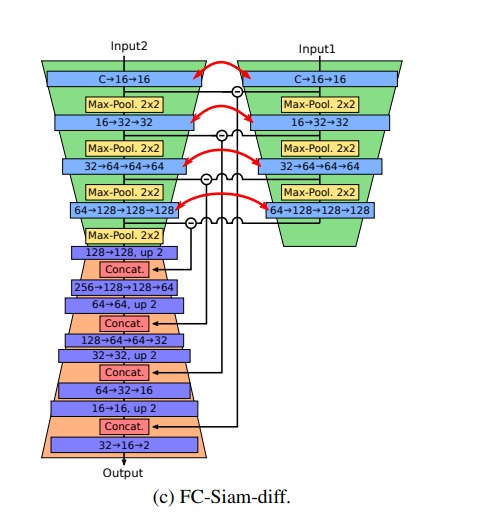 Input2
Input1
C→16→16
C→16→16
Max-Pool. 2x2
Max-Pool. 2x2
16→32→32
16→32→32
Max-Pool. 2x2
Max-Pool. 2x2
32→64→64→64
32→64→64→64
Max-Pool. 2x2
Max-Pool. 2x2
64→128→128→128
64→128→128→128
Max-Pool. 2x2
128→128, up 2
Concat.
256→128→128→64
64→64, up 2
Concat.
128→64→64→32
32→32, up 2
Concat.
64→32→16
16→16, up 2
Concat.
32→16→2
Output
(c) FC-Siam-diff.